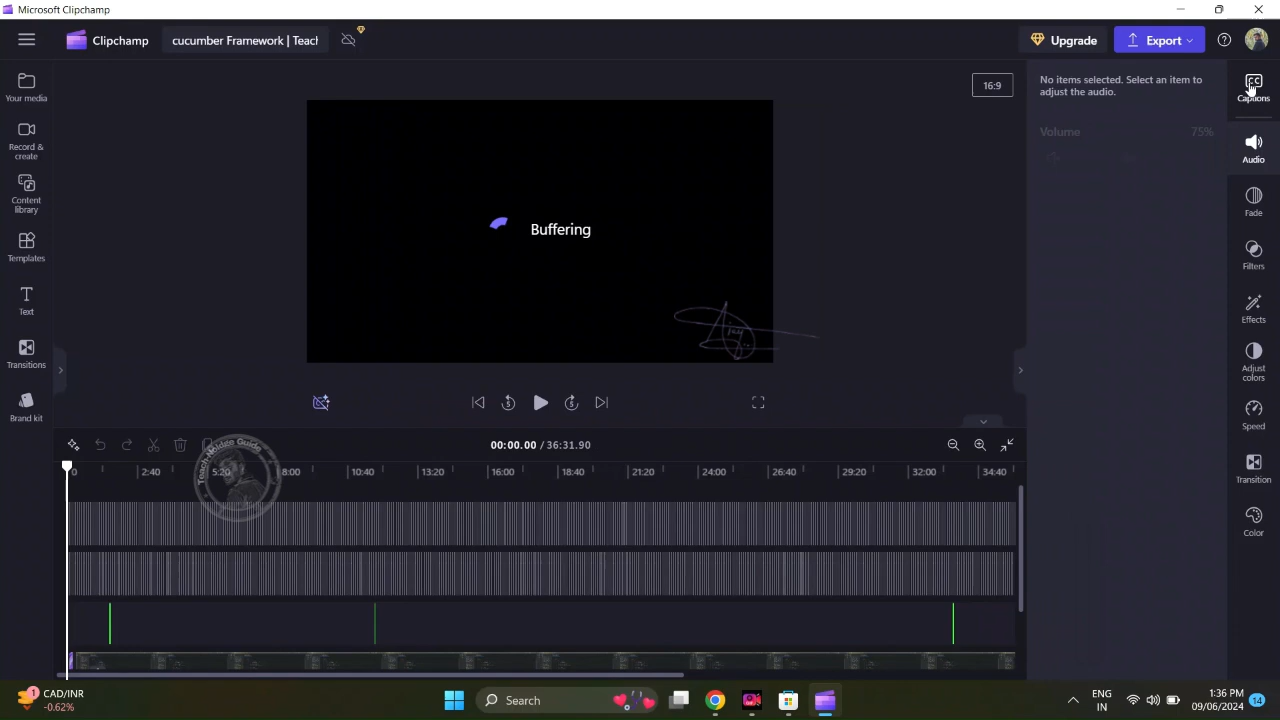 Microsoft Clipchamp
Clipchamp
cucumber Framework | Teacl
Upgrade
Export
16:9
No items selected. Select an item to
adjust the audio.
Volume 75%
Your media
Record &
create
Content
library
Templates
Text
Transitions
Brand kit
Buffering
CC
Captions
Audio
Fade
Filters
Effects
Adjust
colors
Speed
Transition
Color
00:00.00 / 36:31.90
0 2:40 5:20 8:00 10:40 13:20 16:00 18:40 21:20 24:00 26:40 29:20 32:00 34:40
1
CAD/INR
-0.62%
Search
ENG
IN
1:36 PM
09/06/2024
14